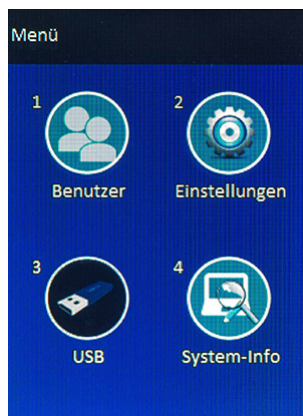 Menü
1
2
Benutzer
Einstellungen
3
4
USB
System-Info